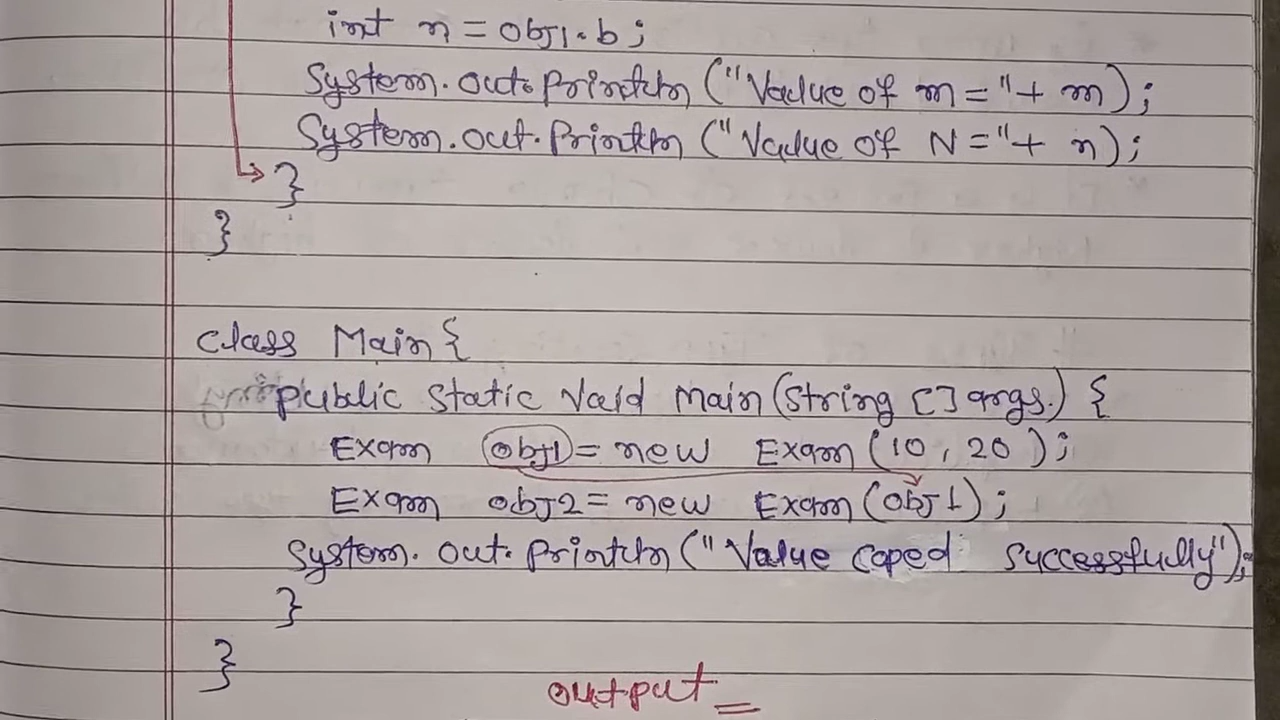 int n = obj1.b;
System.out.Println ("Value of m = "+ m);
System.out.Println ("Value of N = "+ n);
}
}
class Main {
public static Void Main (String [] args.) {
Exam obj1 = new Exam (10, 20);
Exam obj2 = new Exam (obj1);
System.out.Println ("Value coped Successfully");
}
}
output =